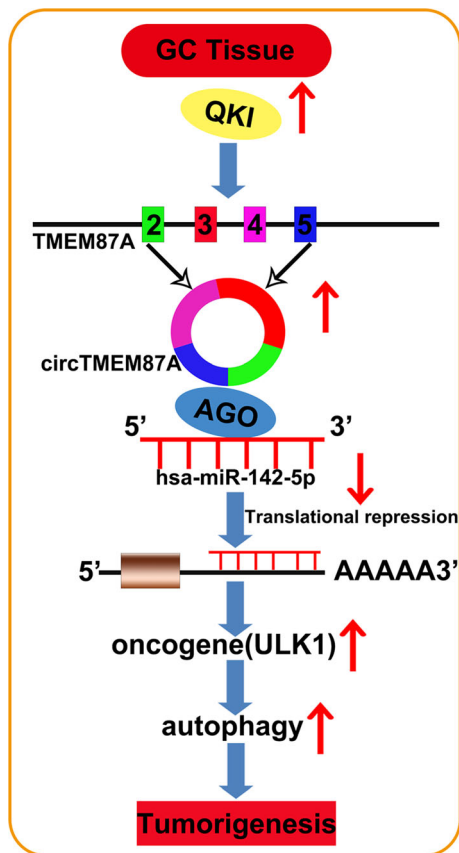 GC Tissue
QKI
2 3 4 5
TMEM87A
circTMEM87A
AGO
5’ 3’
hsa-miR-142-5p
Translational repression
5’ AAAAA3’
oncogene(ULK1)
autophagy
Tumorigenesis